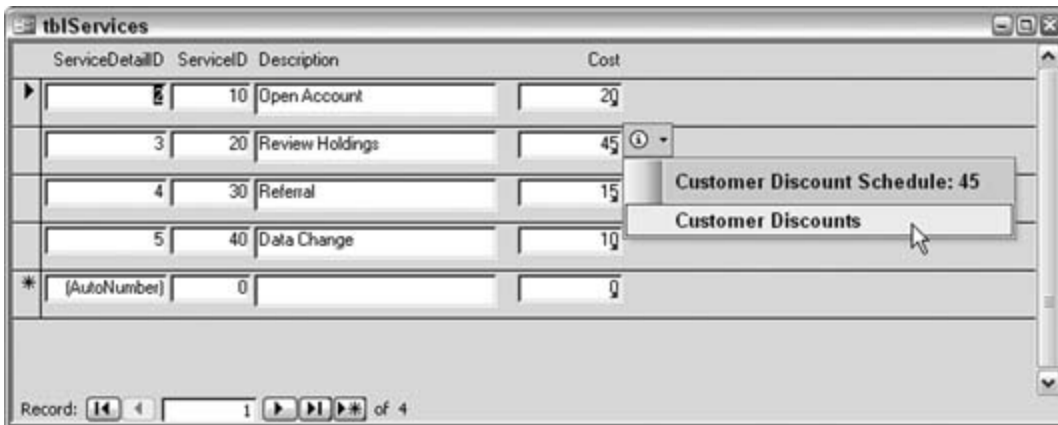 tblServices
ServiceDetailID ServiceID Description Cost
2 10 Open Account 20
3 20 Review Holdings 45
Customer Discount Schedule: 45
4 30 Referral 15
Customer Discounts
5 40 Data Change 10
(AutoNumber) 0 0
Record: 1 of 4